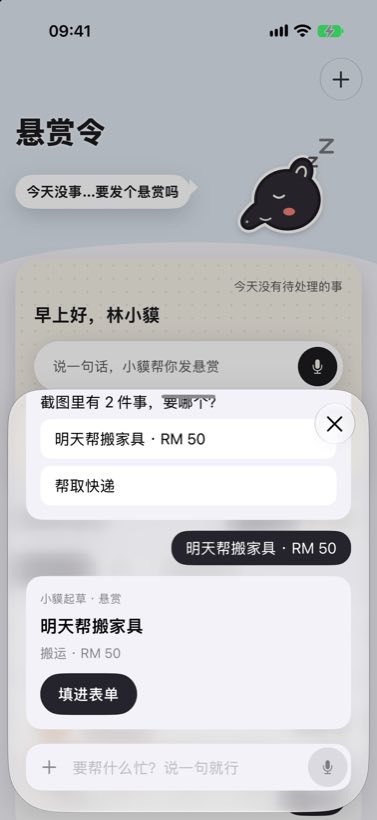 09:41
悬赏令
z
Z
今天没事...要发个悬赏吗
今天没有待处理的事
早上好，林小貘
说一句话，小貘帮你发悬赏
截图里有 2 件事，要哪个？
明天帮搬家具 · RM 50
帮取快递
明天帮搬家具 · RM 50
小貘起草 · 悬赏
明天帮搬家具
搬运 · RM 50
填进表单
要帮什么忙？说一句就行